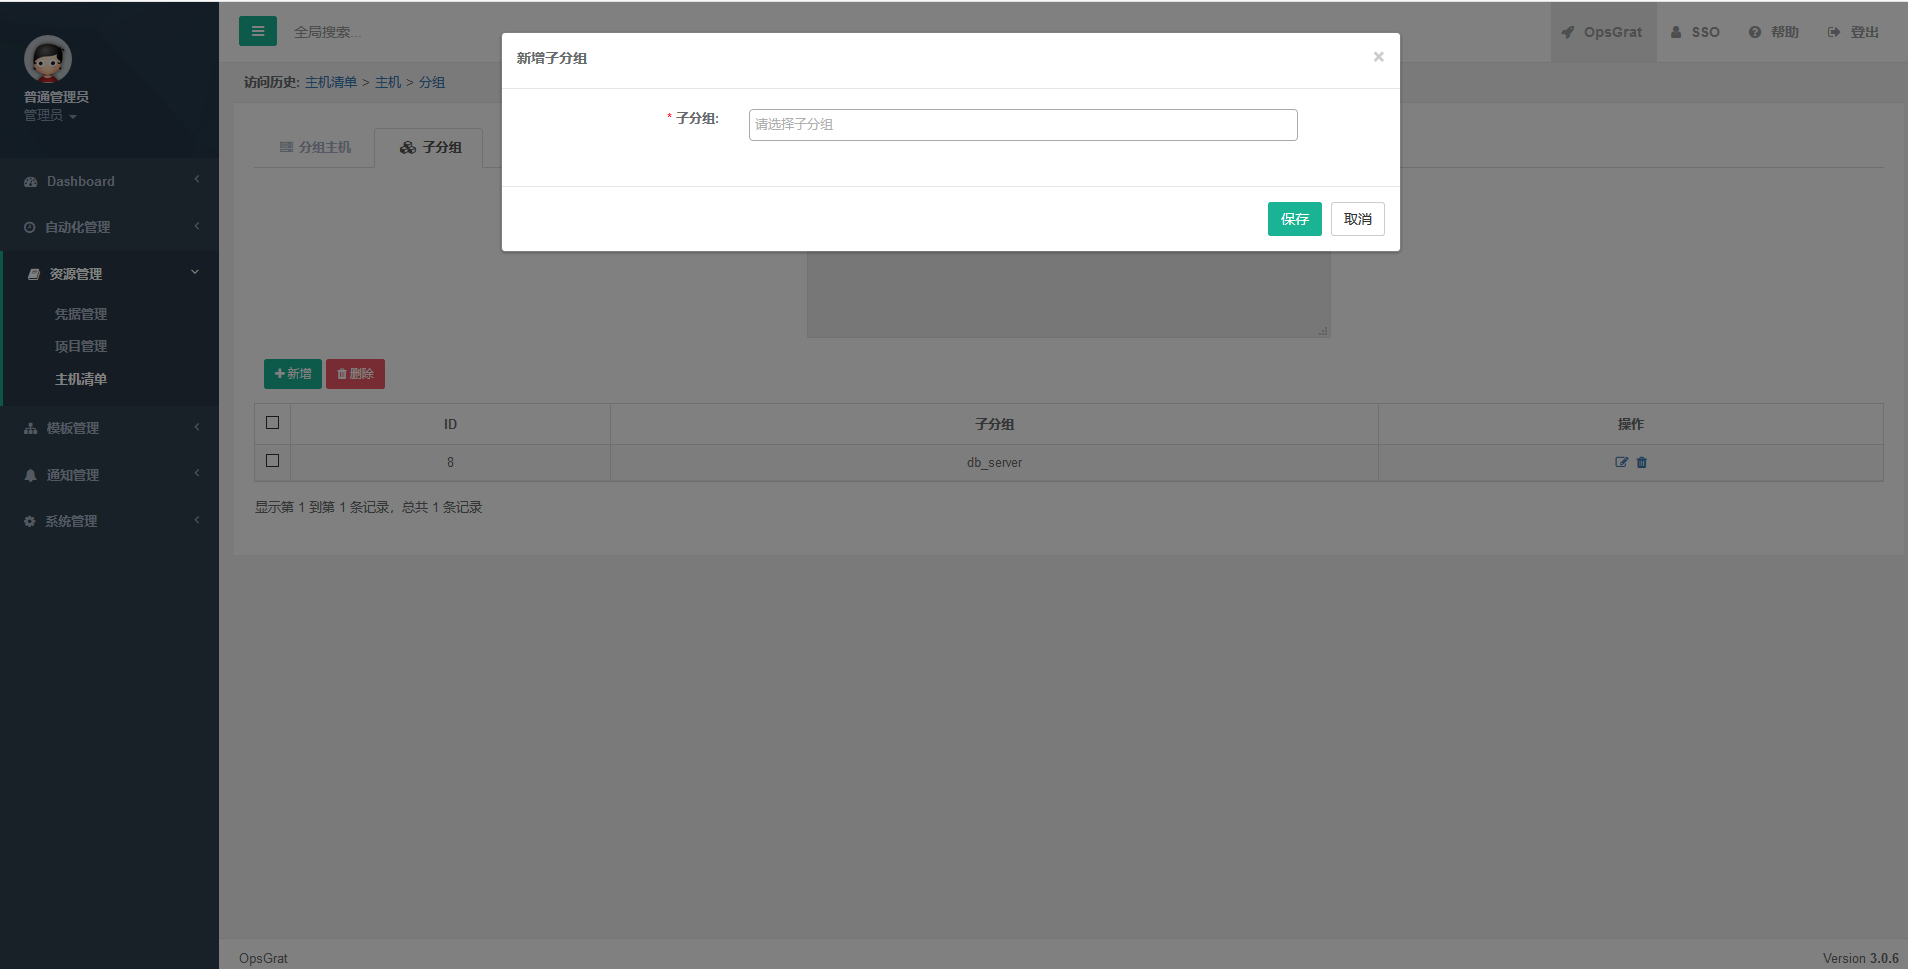 全局搜索...
OpsGrat
SSO
帮助
登出
普通管理员
管理员
Dashboard
自动化管理
资源管理
凭据管理
项目管理
主机清单
模板管理
通知管理
系统管理
访问历史: 主机清单 > 主机 > 分组
分组主机
子分组
新增子分组
×
* 子分组:
请选择子分组
保存
取消
新增
删除
ID 子分组 操作
8 db_server
显示第 1 到第 1 条记录，总共 1 条记录
OpsGrat
Version 3.0.6